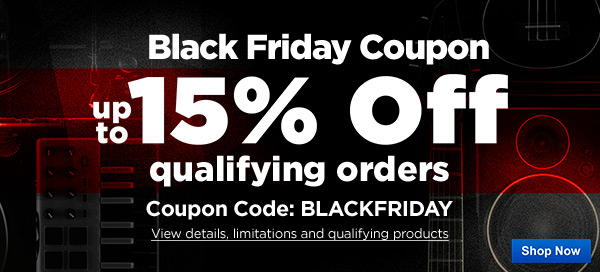 Black Friday Coupon
up to 15% Off
qualifying orders
Coupon Code: BLACKFRIDAY
View details, limitations and qualifying products
Shop Now